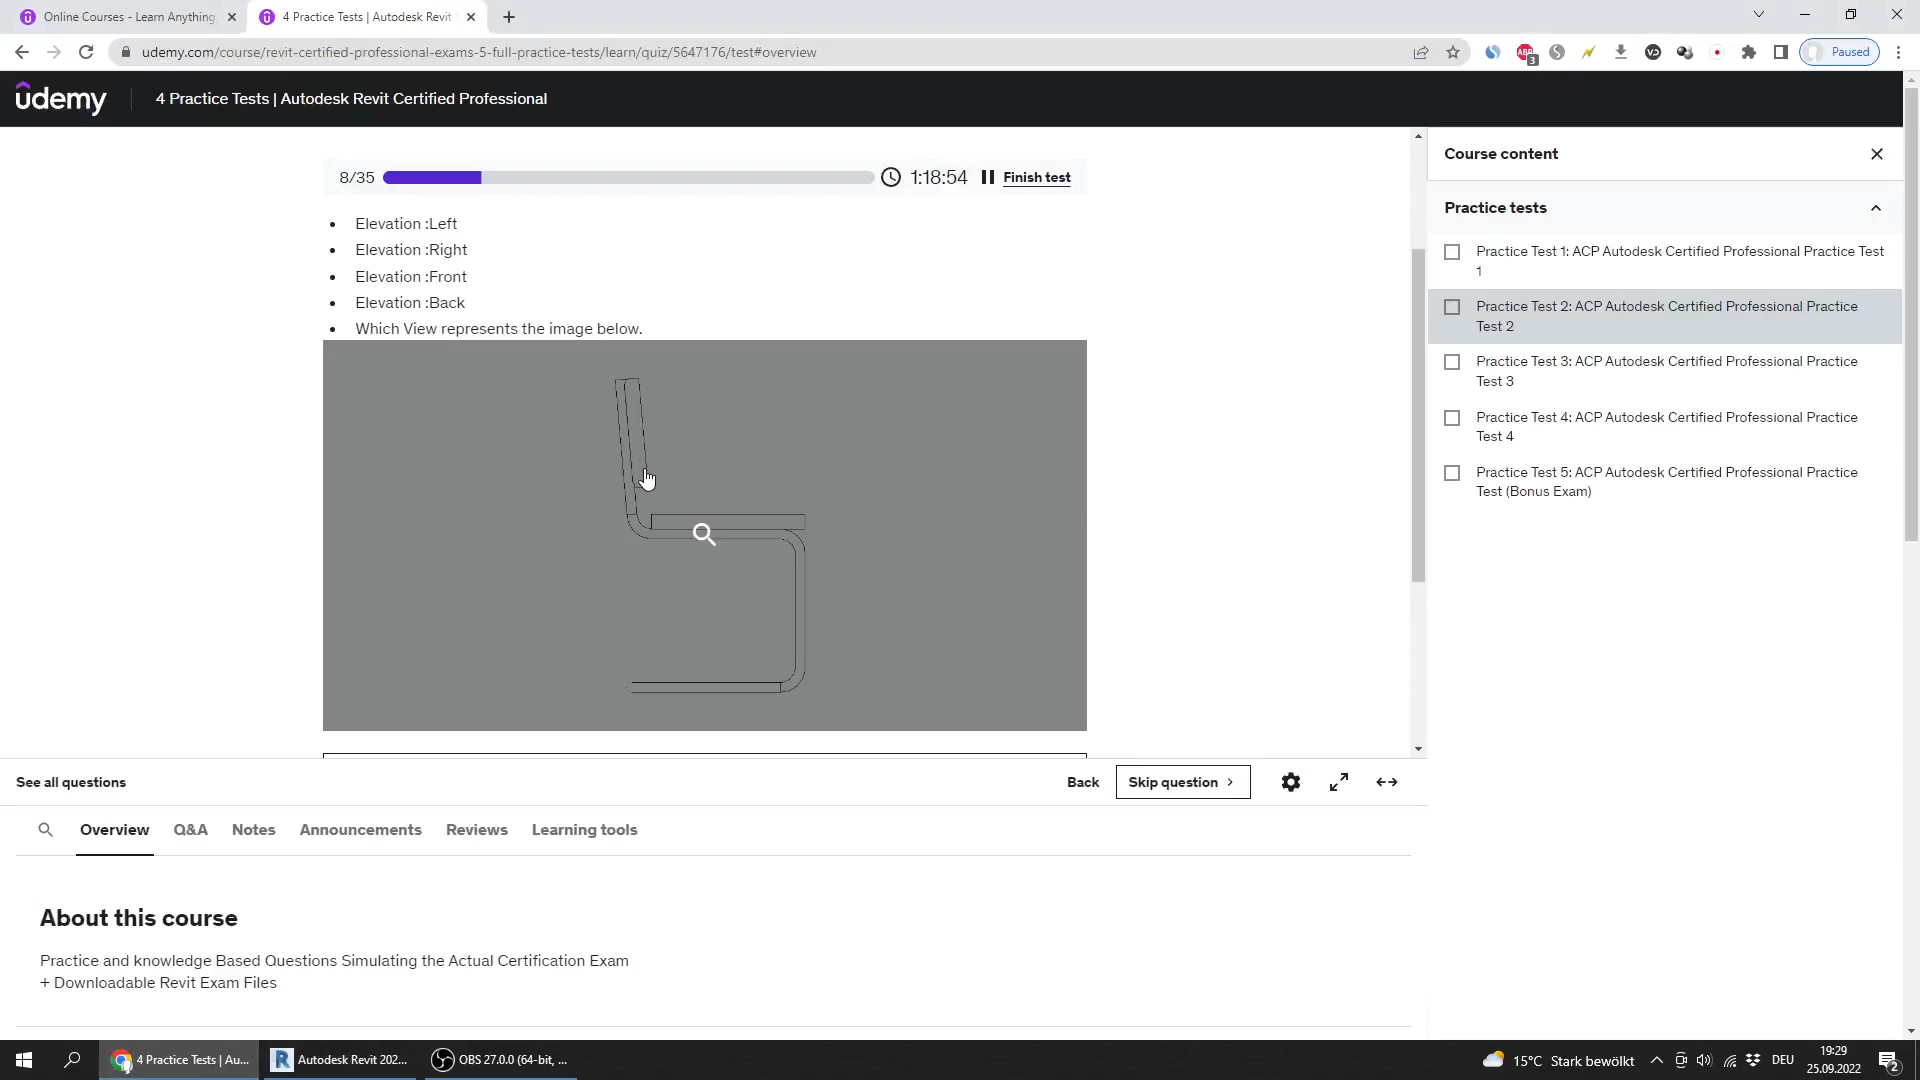 Online Courses - Learn Anything
4 Practice Tests | Autodesk Revit
udemy.com/course/revit-certified-professional-exams-5-full-practice-tests/learn/quiz/5647176/test#overview
ABP
3
Paused
udemy
4 Practice Tests | Autodesk Revit Certified Professional
8/35
1:18:54
Finish test
Elevation :Left
Elevation :Right
Elevation :Front
Elevation :Back
Which View represents the image below.
Course content
Practice tests
Practice Test 1: ACP Autodesk Certified Professional Practice Test
1
Practice Test 2: ACP Autodesk Certified Professional Practice
Test 2
Practice Test 3: ACP Autodesk Certified Professional Practice
Test 3
Practice Test 4: ACP Autodesk Certified Professional Practice
Test 4
Practice Test 5: ACP Autodesk Certified Professional Practice
Test (Bonus Exam)
See all questions
Back
Skip question
Overview
Q&A
Notes
Announcements
Reviews
Learning tools
About this course
Practice and knowledge Based Questions Simulating the Actual Certification Exam
+ Downloadable Revit Exam Files
4 Practice Tests | Au...
R
Autodesk Revit 202...
OBS 27.0.0 (64-bit, ...
15°C Stark bewölkt
DEU
19:29
25.09.2022
2